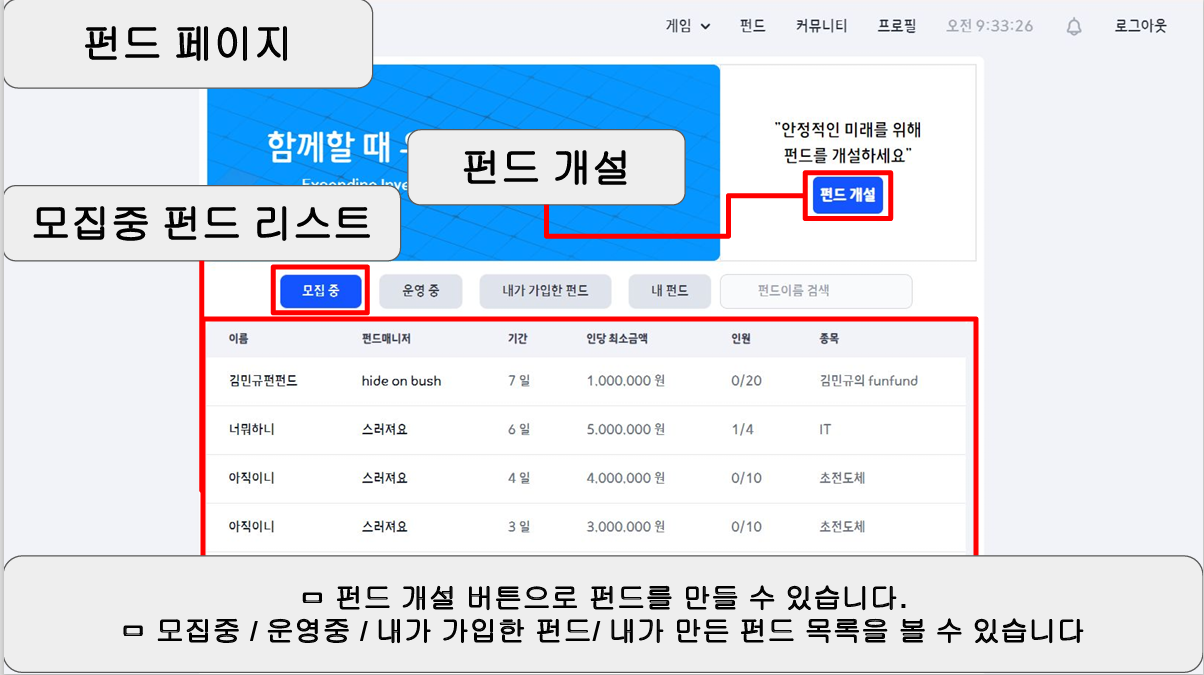 펀드 페이지
게임 펀드 커뮤니티 프로필 오전 9:33:26 로그아웃
함께할 때
"안정적인 미래를 위해
펀드를 개설하세요"
펀드 개설
펀드 개설
모집중 펀드 리스트
모집 중 운영 중 내가 가입한 펀드 내 펀드 펀드이름 검색
이름 펀드매니저 기간 인당 최소금액 인원 종목
김민규펀펀드 hide on bush 7 일 1.000.000 원 0/20 김민규의 funfund
너뭐하니 스러져요 6 일 5.000.000 원 1/4 IT
아직이니 스러져요 4 일 4.000.000 원 0/10 초전도체
아직이니 스러져요 3 일 3.000.000 원 0/10 초전도체
ㅁ 펀드 개설 버튼으로 펀드를 만들 수 있습니다.
ㅁ 모집중 / 운영중 / 내가 가입한 펀드/ 내가 만든 펀드 목록을 볼 수 있습니다